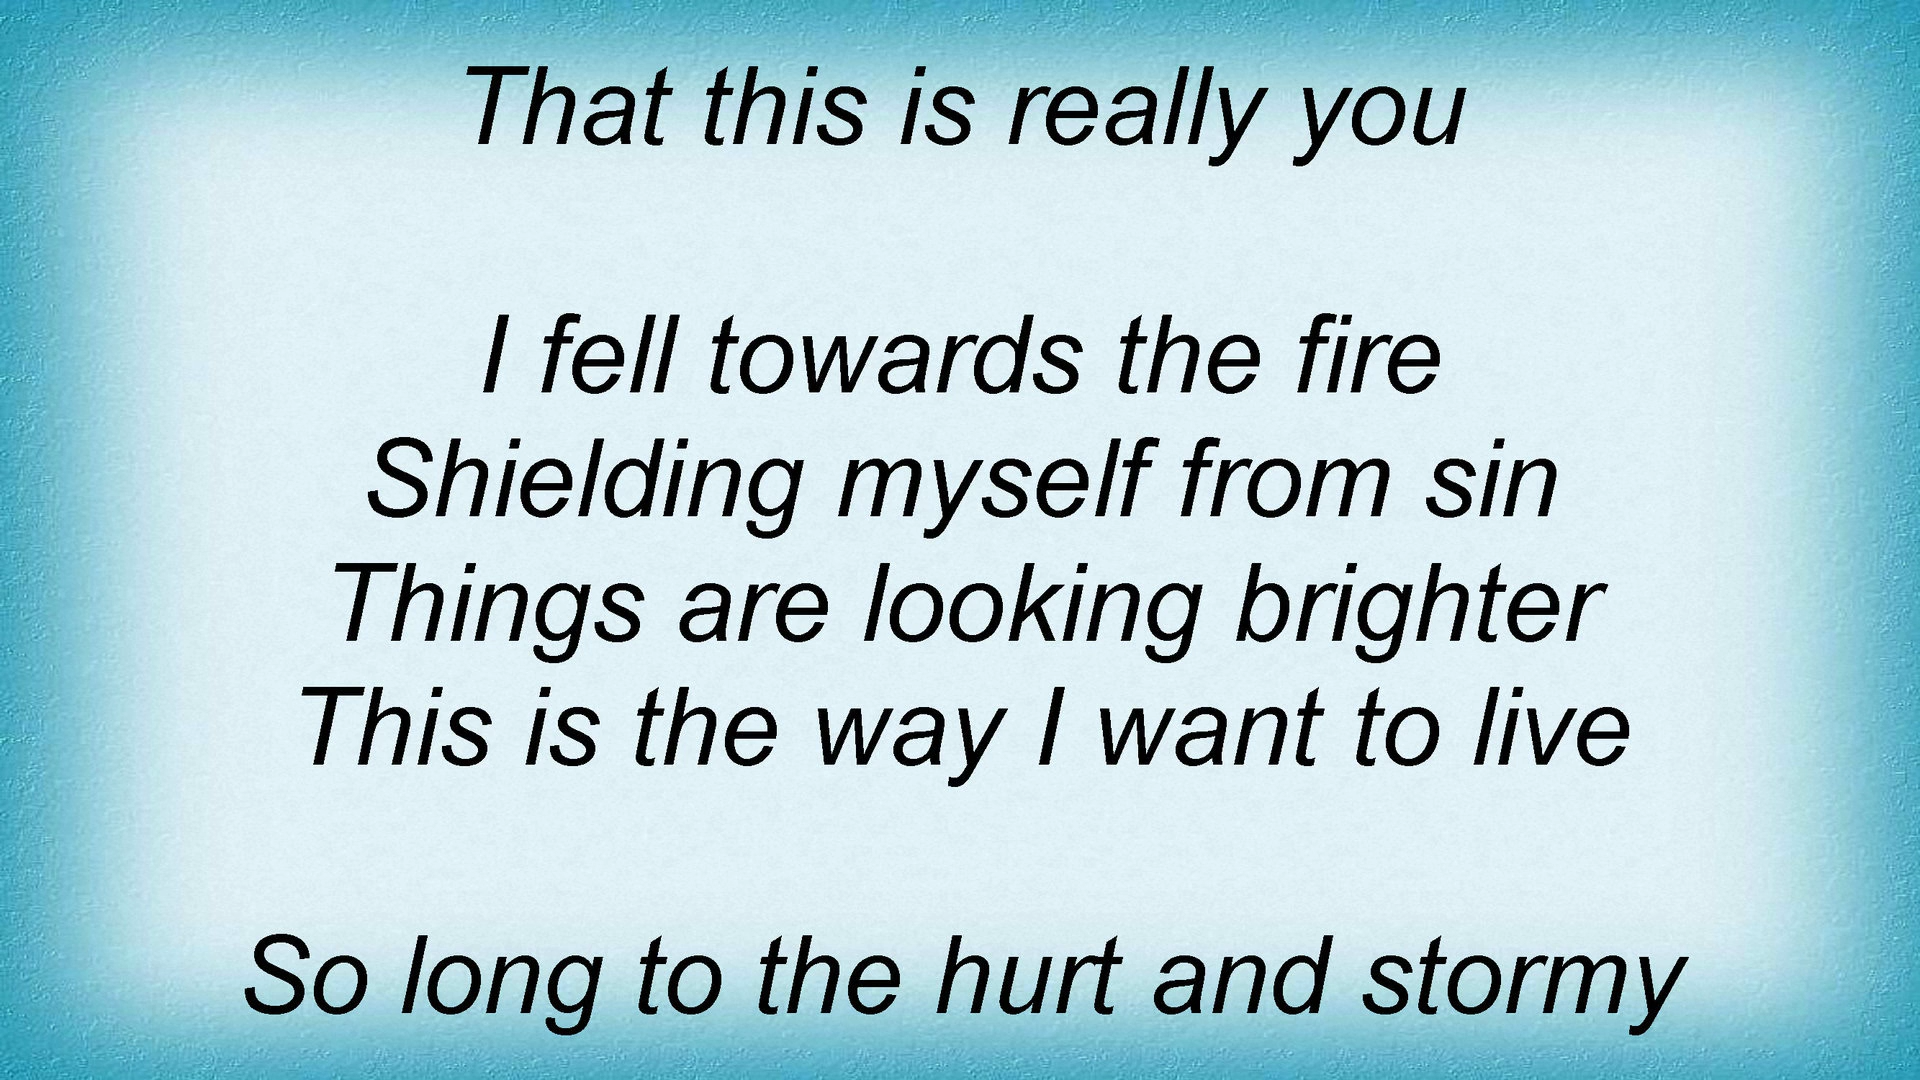 That this is really you
I fell towards the fire
Shielding myself from sin
Things are looking brighter
This is the way I want to live
So long to the hurt and stormy